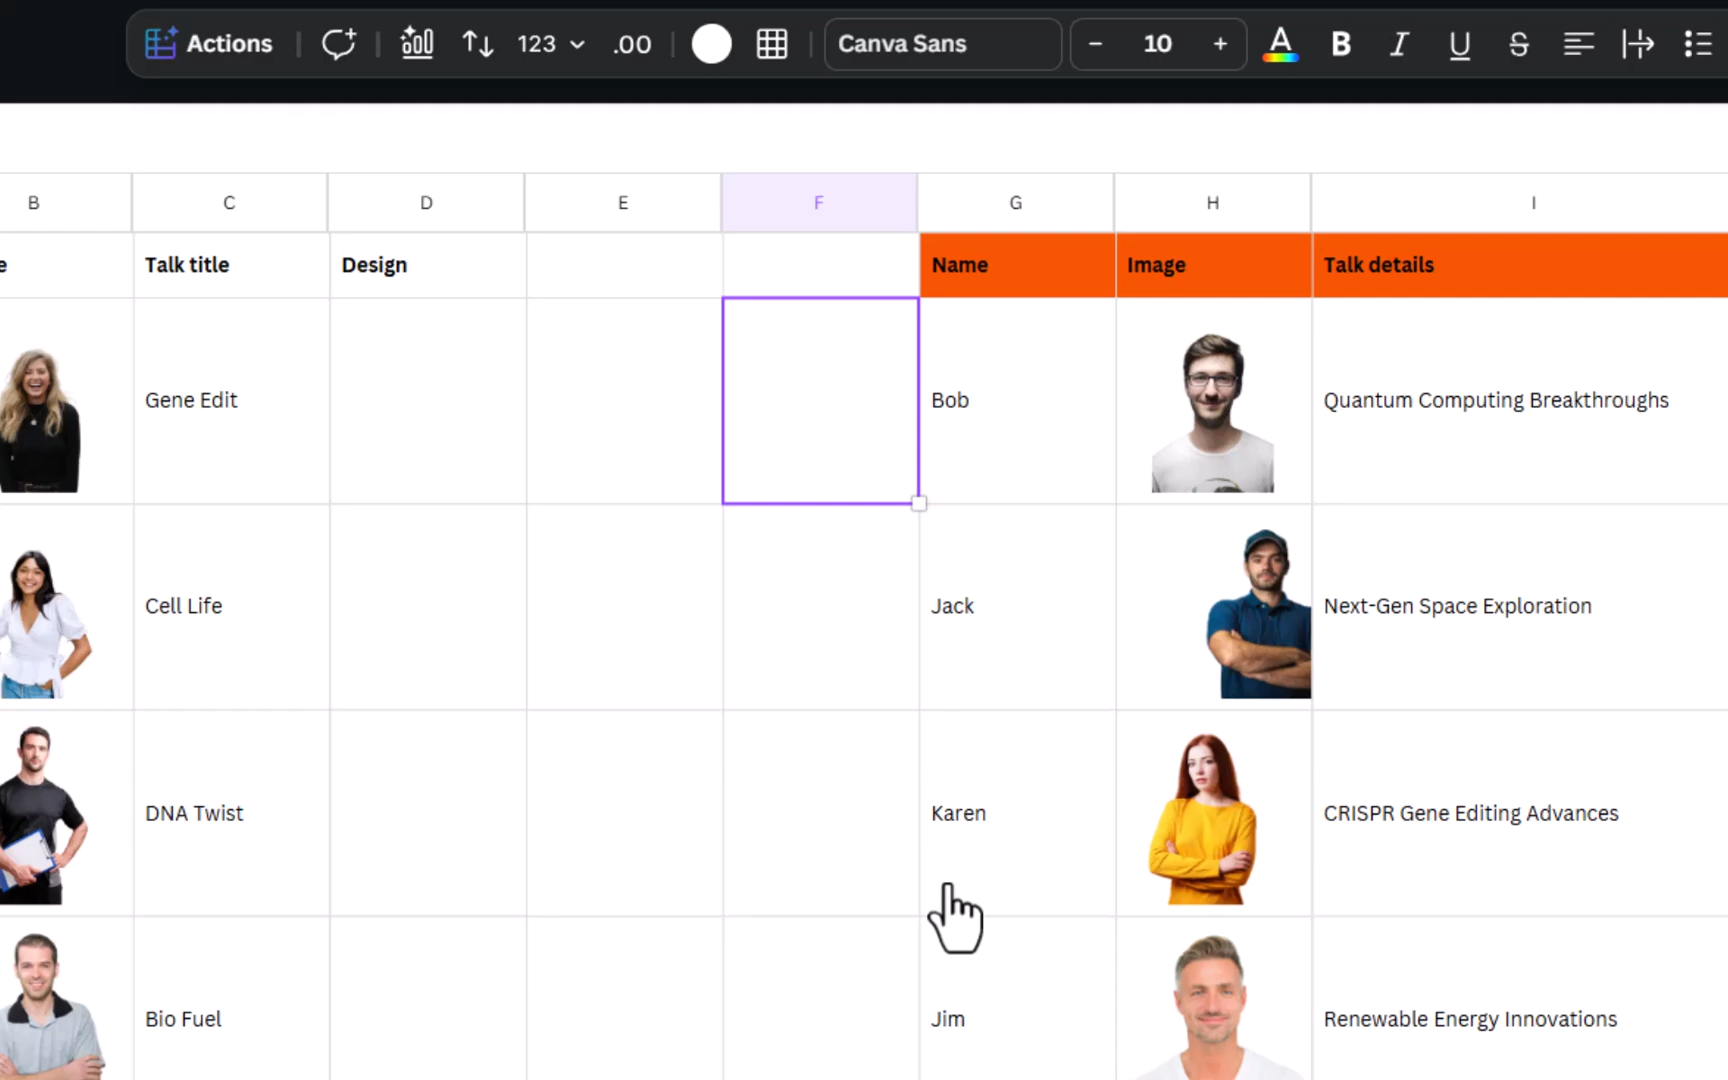 Actions 123 .00 Canva Sans – 10 + A B I U S
B C D E F G H I
e Talk title Design Name Image Talk details
Gene Edit Bob Quantum Computing Breakthroughs
Cell Life Jack Next-Gen Space Exploration
DNA Twist Karen CRISPR Gene Editing Advances
Bio Fuel Jim Renewable Energy Innovations